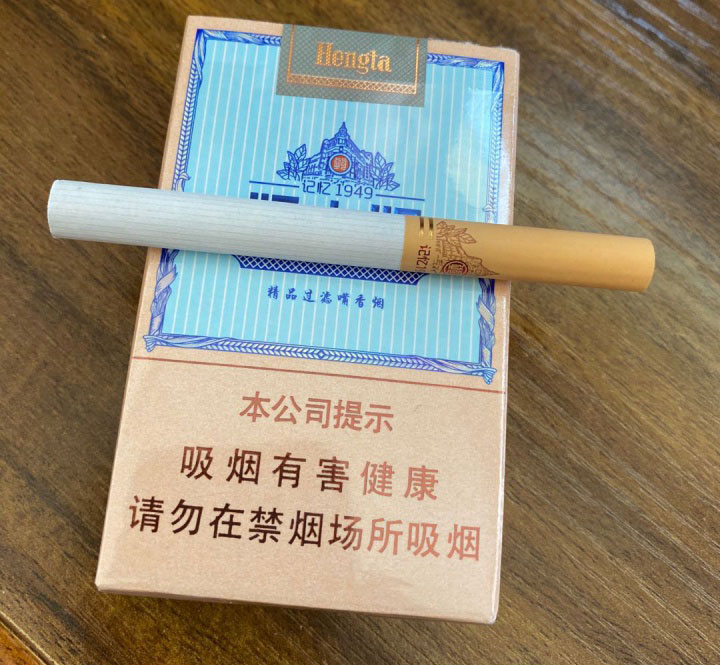 Hengta
记忆1949
精品过滤嘴香烟
本公司提示
吸烟有害健康
请勿在禁烟场所吸烟